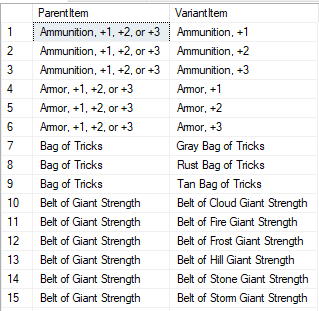 ParentItem VariantItem
1 Ammunition, +1, +2, or +3 Ammunition, +1
2 Ammunition, +1, +2, or +3 Ammunition, +2
3 Ammunition, +1, +2, or +3 Ammunition, +3
4 Armor, +1, +2, or +3 Armor, +1
5 Armor, +1, +2, or +3 Armor, +2
6 Armor, +1, +2, or +3 Armor, +3
7 Bag of Tricks Gray Bag of Tricks
8 Bag of Tricks Rust Bag of Tricks
9 Bag of Tricks Tan Bag of Tricks
10 Belt of Giant Strength Belt of Cloud Giant Strength
11 Belt of Giant Strength Belt of Fire Giant Strength
12 Belt of Giant Strength Belt of Frost Giant Strength
13 Belt of Giant Strength Belt of Hill Giant Strength
14 Belt of Giant Strength Belt of Stone Giant Strength
15 Belt of Giant Strength Belt of Storm Giant Strength